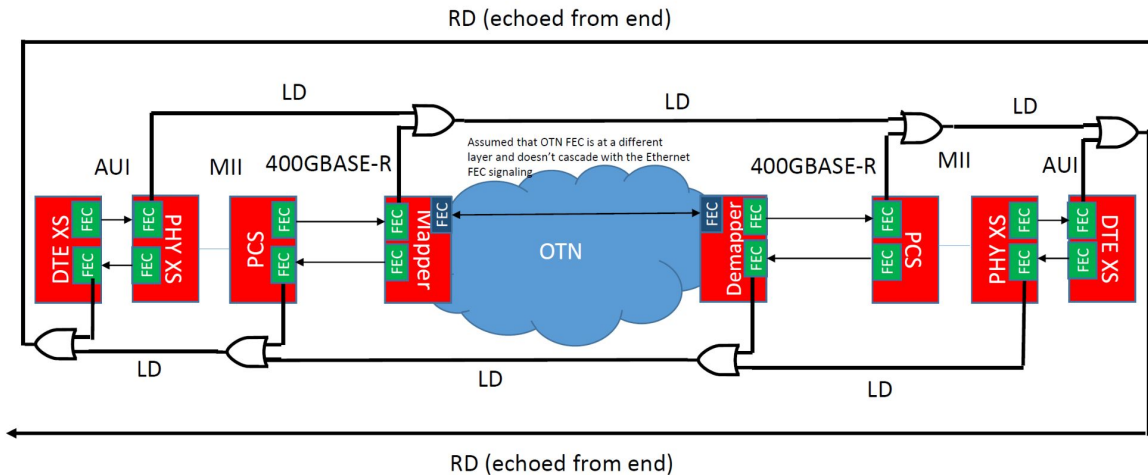 RD (echoed from end)
LD
LD
LD
Assumed that OTN FEC is at a different
layer and doesn't cascade with the Ethernet
FEC signaling
AUI
MII
400GBASE-R
400GBASE-R
MII
AUI
DTE XS
FEC
FEC
FEC
FEC
PHY XS
PCS
FEC
FEC
FEC
FEC
Mapper
FEC
OTN
FEC
Demapper
FEC
FEC
FEC
FEC
PCS
PHY XS
FEC
FEC
FEC
FEC
DTE XS
LD
LD
LD
RD (echoed from end)